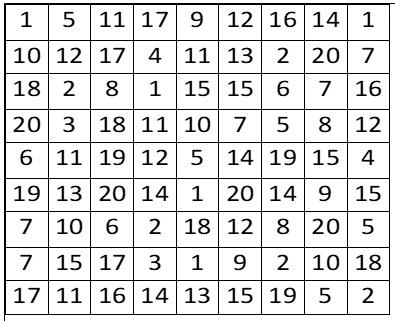 1 5 11 17 9 12 16 14 1
10 12 17 4 11 13 2 20 7
18 2 8 1 15 15 6 7 16
20 3 18 11 10 7 5 8 12
6 11 19 12 5 14 19 15 4
19 13 20 14 1 20 14 9 15
7 10 6 2 18 12 8 20 5
7 15 17 3 1 9 2 10 18
17 11 16 14 13 15 19 5 2